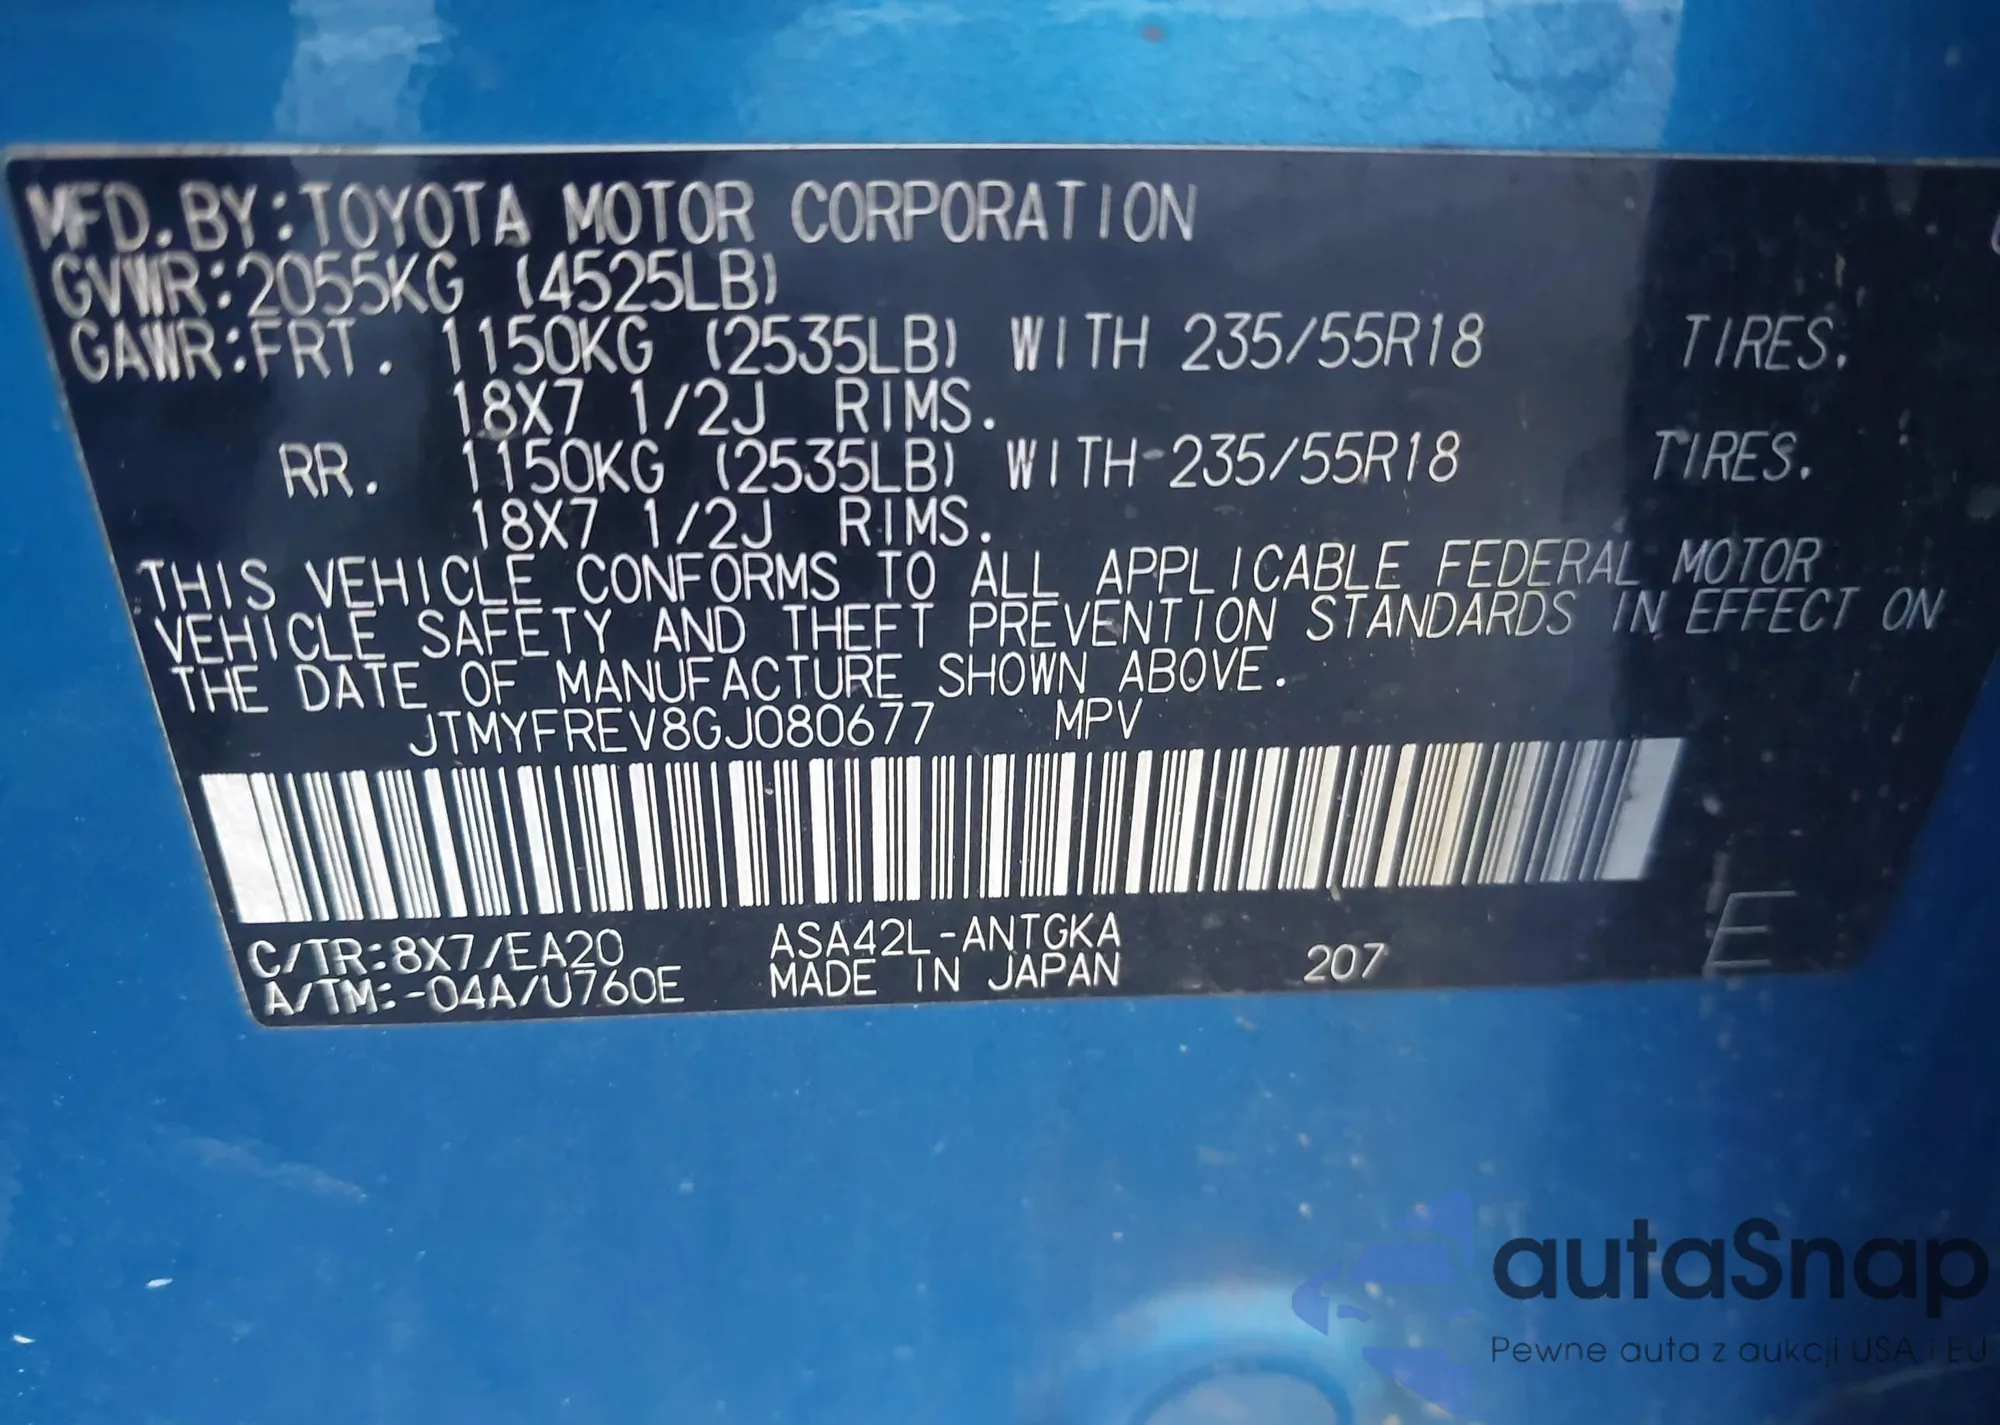 MFD.BY:TOYOTA MOTOR CORPORATION
GVWR:2055KG (4525LB)
GAWR:FRT. 1150KG (2535LB) WITH 235/55R18 TIRES.
18X7 1/2J RIMS.
RR. 1150KG (2535LB) WITH 235/55R18 TIRES.
18X7 1/2J RIMS.
THIS VEHICLE CONFORMS TO ALL APPLICABLE FEDERAL MOTOR
VEHICLE SAFETY AND THEFT PREVENTION STANDARDS IN EFFECT ON
THE DATE OF MANUFACTURE SHOWN ABOVE.
JTMYFREV8GJ080677 MPV
C/TR:8X7/EA20 ASA42L-ANTGKA
A/TM:-04A/U760E MADE IN JAPAN 207 E
autaSnap
Pewne auta z aukcji USA i EU